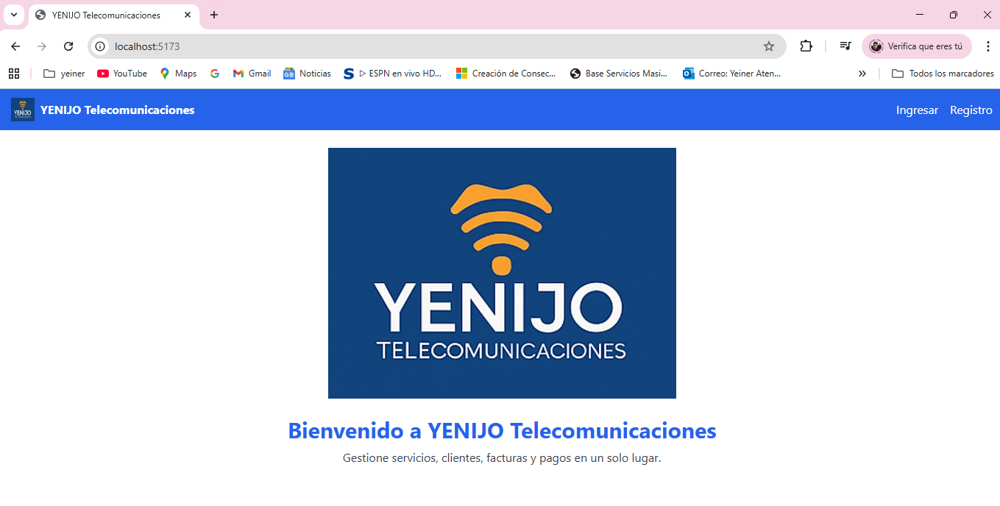 YENIJO Telecomunicaciones
localhost:5173
Verifica que eres tú
yeiner YouTube Maps Gmail Noticias ▷ ESPN en vivo HD... Creación de Consec... Base Servicios Masi... Correo: Yeiner Aten... Todos los marcadores
YENIJO YENIJO Telecomunicaciones Ingresar Registro
YENIJO
TELECOMUNICACIONES
Bienvenido a YENIJO Telecomunicaciones
Gestione servicios, clientes, facturas y pagos en un solo lugar.